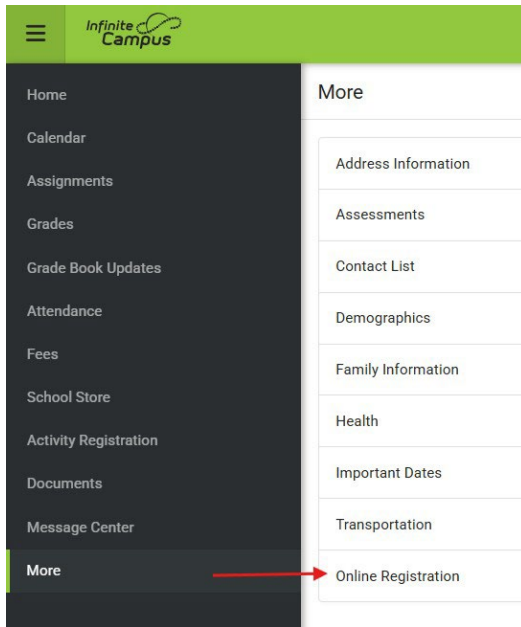 Infinite
Campus
Home
Calendar
Assignments
Grades
Grade Book Updates
Attendance
Fees
School Store
Activity Registration
Documents
Message Center
More
More
Address Information
Assessments
Contact List
Demographics
Family Information
Health
Important Dates
Transportation
Online Registration